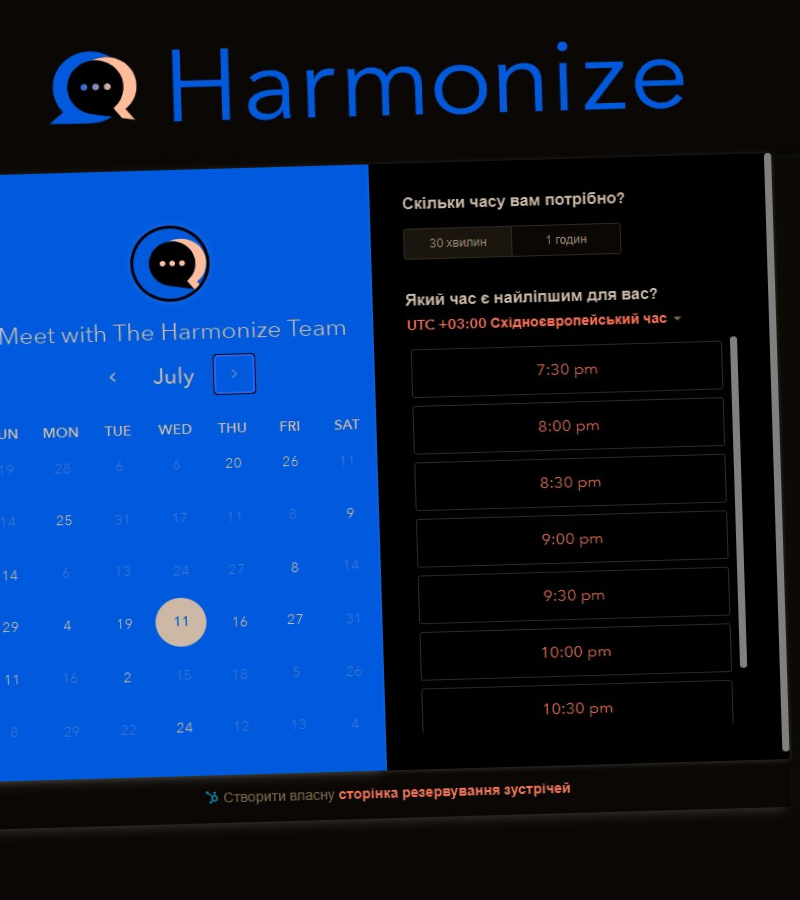 Harmonize
Meet with The Harmonize Team
July
UN MON TUE WED THU FRI SAT
19 28 6 6 20 26 11
14 25 31 17 11 8 9
14 6 13 24 27 8 14
29 4 19 11 16 27 31
11 16 2 15 18 5 26
8 29 22 24 12 13 4
Скільки часу вам потрібно?
30 хвилин 1 годин
Який час є найліпшим для вас?
UTC +03:00 Східноєвропейський час
7:30 pm
8:00 pm
8:30 pm
9:00 pm
9:30 pm
10:00 pm
10:30 pm
Створити власну сторінка резервування зустрічей